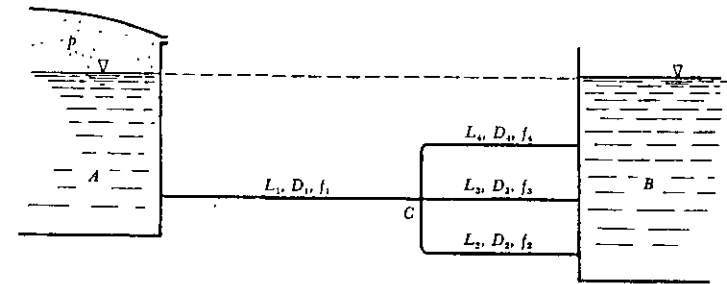 p
L₄, D₄, f₄
A
L₁, D₁, f₁
L₃, D₃, f₃
B
C
L₂, D₂, f₂